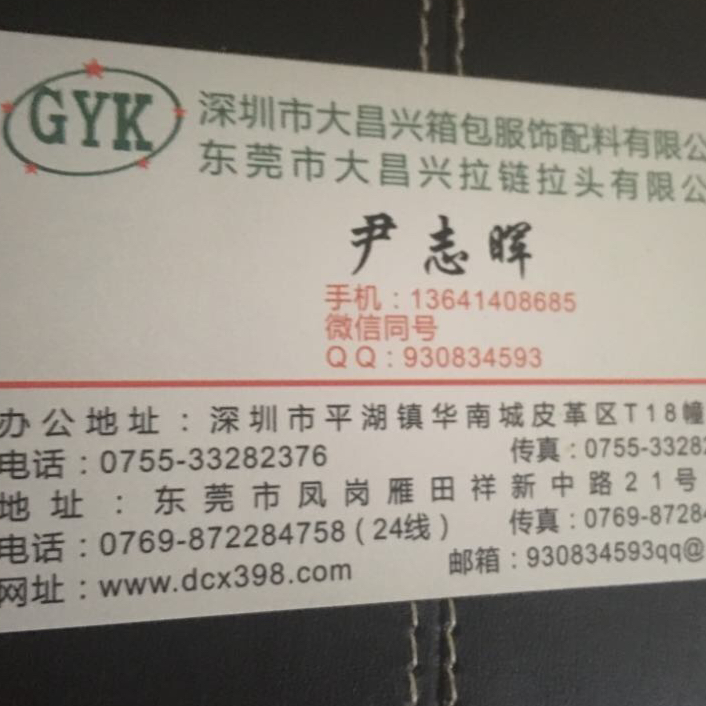 GYK
深圳市大昌兴箱包服饰配料有限公
东莞市大昌兴拉链拉头有限公
尹志晖
手机：13641408685
微信同号
QQ：930834593
办公地址：深圳市平湖镇华南城皮革区T18幢
电话：0755-33282376 传真：0755-33282
地址：东莞市凤岗雁田祥新中路21号
电话：0769-872284758（24线） 传真：0769-87284
网址：www.dcx398.com 邮箱：930834593qq@